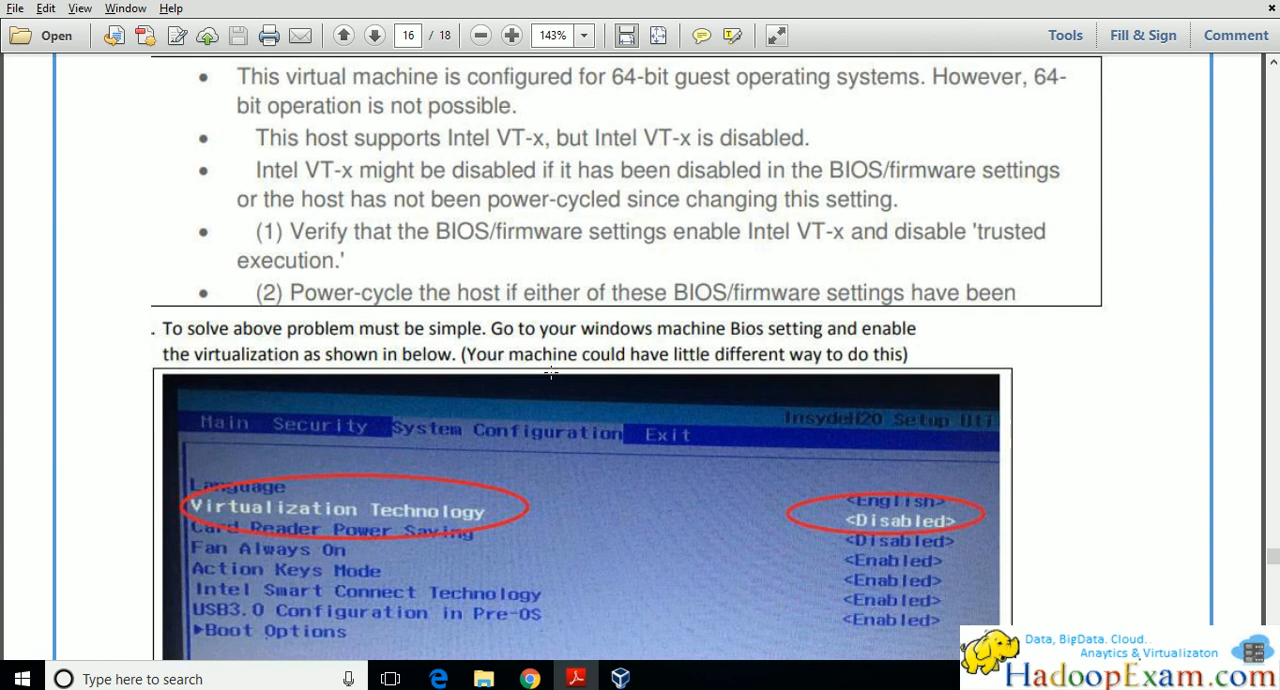 File Edit View Window Help
Open 16 / 18 143% Tools Fill & Sign Comment
• This virtual machine is configured for 64-bit guest operating systems. However, 64-
bit operation is not possible.
• This host supports Intel VT-x, but Intel VT-x is disabled.
• Intel VT-x might be disabled if it has been disabled in the BIOS/firmware settings
or the host has not been power-cycled since changing this setting.
• (1) Verify that the BIOS/firmware settings enable Intel VT-x and disable 'trusted
execution.'
• (2) Power-cycle the host if either of these BIOS/firmware settings have been
. To solve above problem must be simple. Go to your windows machine Bios setting and enable
the virtualization as shown in below. (Your machine could have little different way to do this)
InsydeH20 Setup Uti
Main Security System Configuration Exit
Language <English>
Virtualization Technology <Disabled>
Card Reader Power Saving <Disabled>
Fan Always On <Enabled>
Action Keys Mode <Enabled>
Intel Smart Connect Technology <Enabled>
USB3.0 Configuration in Pre-OS <Enabled>
▸Boot Options
Data, BigData. Cloud..
Anaytics & Virtualizaton
HadoopExam.com
Type here to search